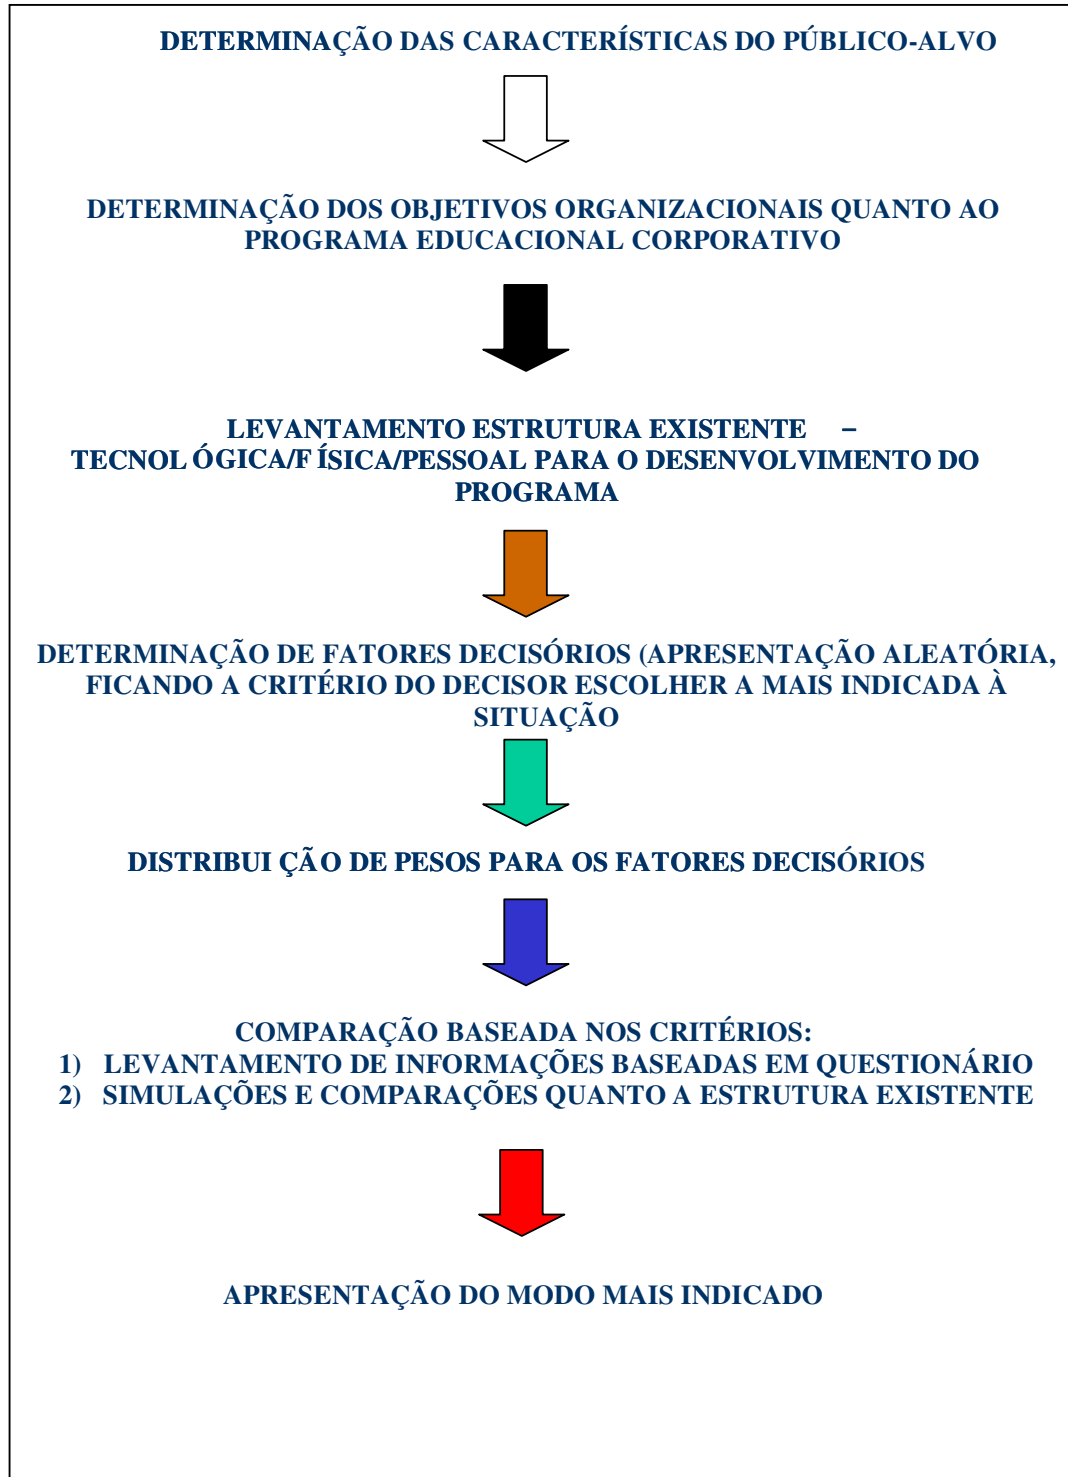 DETERMINAÇÃO DAS CARACTERÍSTICAS DO PÚBLICO-ALVO
DETERMINAÇÃO DOS OBJETIVOS ORGANIZACIONAIS QUANTO AO
PROGRAMA EDUCACIONAL CORPORATIVO
LEVANTAMENTO ESTRUTURA EXISTENTE –
TECNOL ÓGICA/F ÍSICA/PESSOAL PARA O DESENVOLVIMENTO DO
PROGRAMA
DETERMINAÇÃO DE FATORES DECISÓRIOS (APRESENTAÇÃO ALEATÓRIA,
FICANDO A CRITÉRIO DO DECISOR ESCOLHER A MAIS INDICADA À
SITUAÇÃO
DISTRIBUI ÇÃO DE PESOS PARA OS FATORES DECISÓRIOS
COMPARAÇÃO BASEADA NOS CRITÉRIOS:
1) LEVANTAMENTO DE INFORMAÇÕES BASEADAS EM QUESTIONÁRIO
2) SIMULAÇÕES E COMPARAÇÕES QUANTO A ESTRUTURA EXISTENTE
APRESENTAÇÃO DO MODO MAIS INDICADO